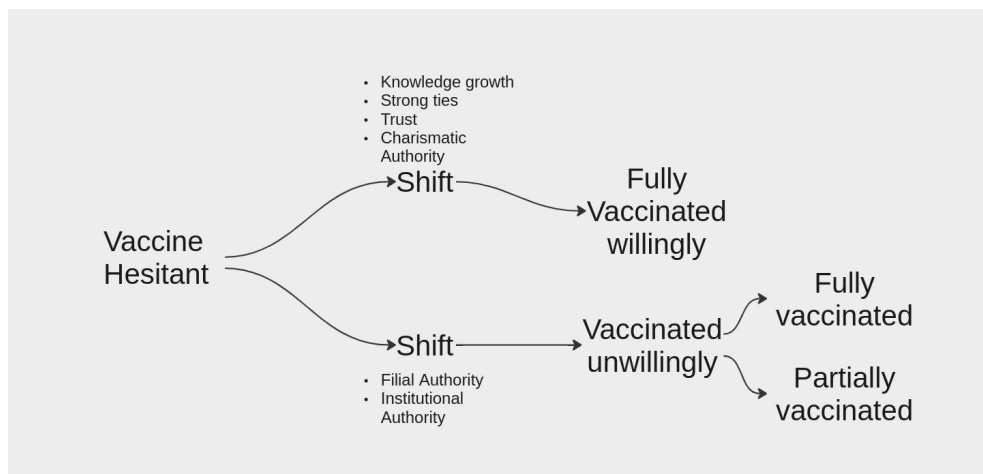 • Knowledge growth
• Strong ties
• Trust
• Charismatic
Authority
Shift
Fully
Vaccinated
willingly
Vaccine
Hesitant
Fully
vaccinated
Shift
Vaccinated
unwillingly
• Filial Authority
• Institutional
Authority
Partially
vaccinated